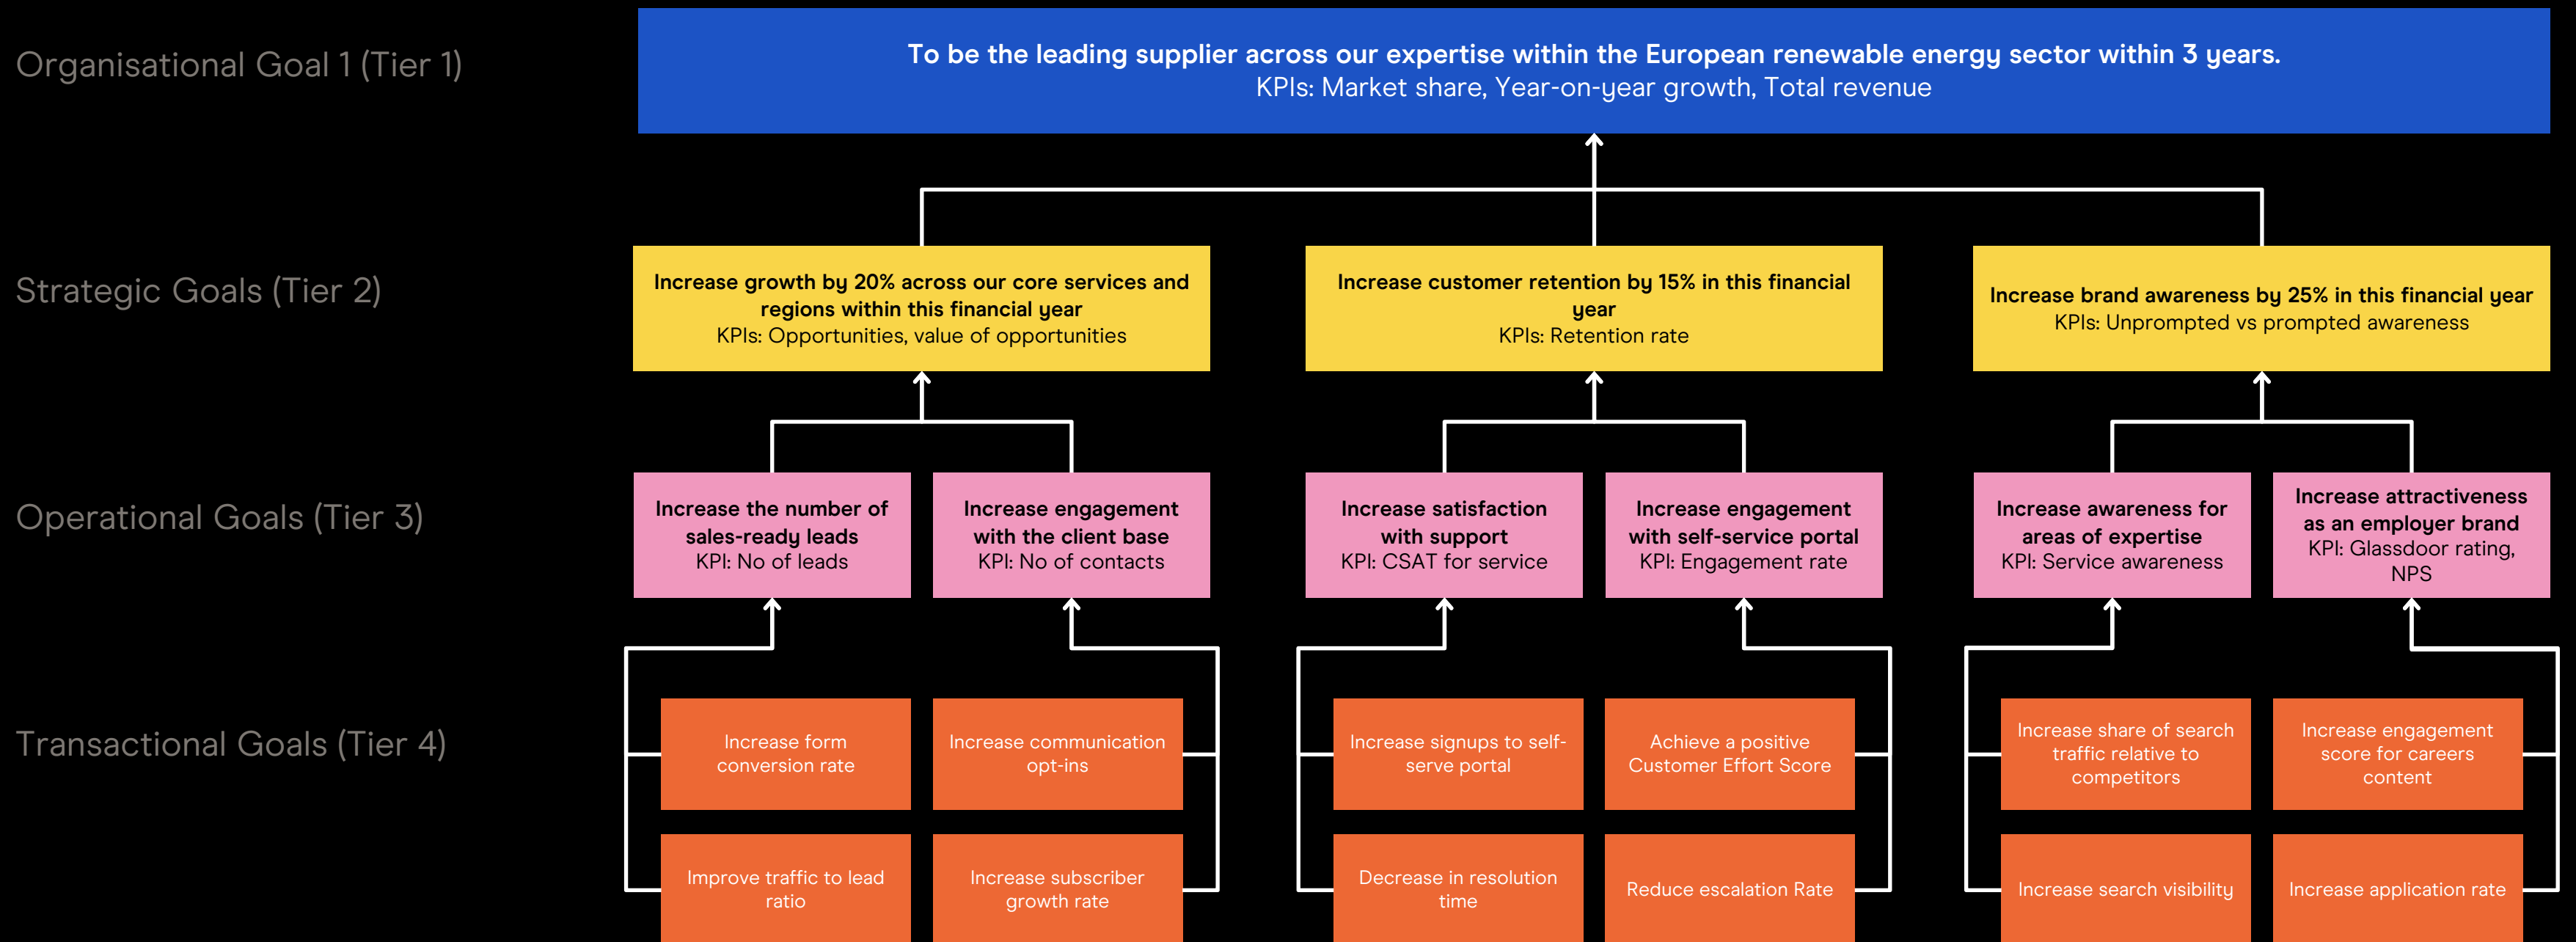 Organisational Goal 1 (Tier 1)
To be the leading supplier across our expertise within the European renewable energy sector within 3 years.
KPIs: Market share, Year-on-year growth, Total revenue
Strategic Goals (Tier 2)
Increase growth by 20% across our core services and
regions within this financial year
KPIs: Opportunities, value of opportunities
Increase customer retention by 15% in this financial
year
KPIs: Retention rate
Increase brand awareness by 25% in this financial year
KPIs: Unprompted vs prompted awareness
Operational Goals (Tier 3)
Increase the number of
sales-ready leads
KPI: No of leads
Increase engagement
with the client base
KPI: No of contacts
Increase satisfaction
with support
KPI: CSAT for service
Increase engagement
with self-service portal
KPI: Engagement rate
Increase awareness for
areas of expertise
KPI: Service awareness
Increase attractiveness
as an employer brand
KPI: Glassdoor rating,
NPS
Transactional Goals (Tier 4)
Increase form
conversion rate
Increase communication
opt-ins
Increase signups to self-
serve portal
Achieve a positive
Customer Effort Score
Increase share of search
traffic relative to
competitors
Increase engagement
score for careers
content
Improve traffic to lead
ratio
Increase subscriber
growth rate
Decrease in resolution
time
Reduce escalation Rate
Increase search visibility
Increase application rate